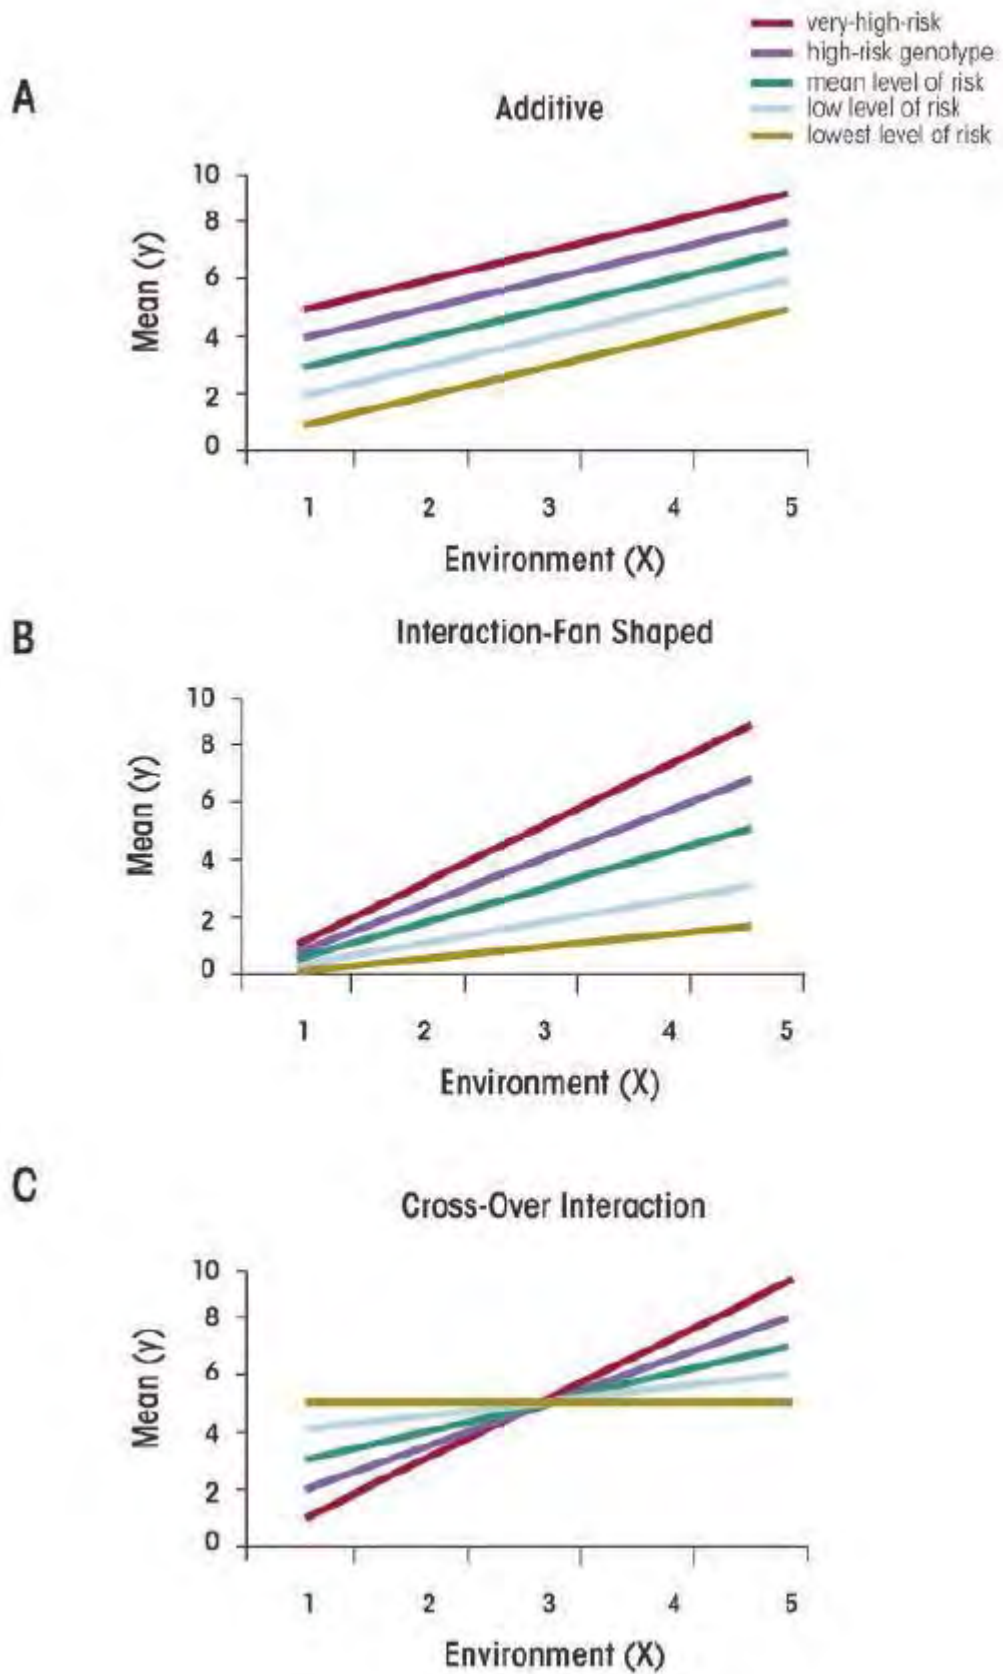 very-high-risk
high-risk genotype
mean level of risk
low level of risk
lowest level of risk
A
Additive
10
8
6
4
2
0
Mean (y)
1 2 3 4 5
Environment (X)
B
Interaction-Fan Shaped
10
8
6
4
2
0
Mean (y)
1 2 3 4 5
Environment (X)
C
Cross-Over Interaction
10
8
6
4
2
0
Mean (y)
1 2 3 4 5
Environment (X)